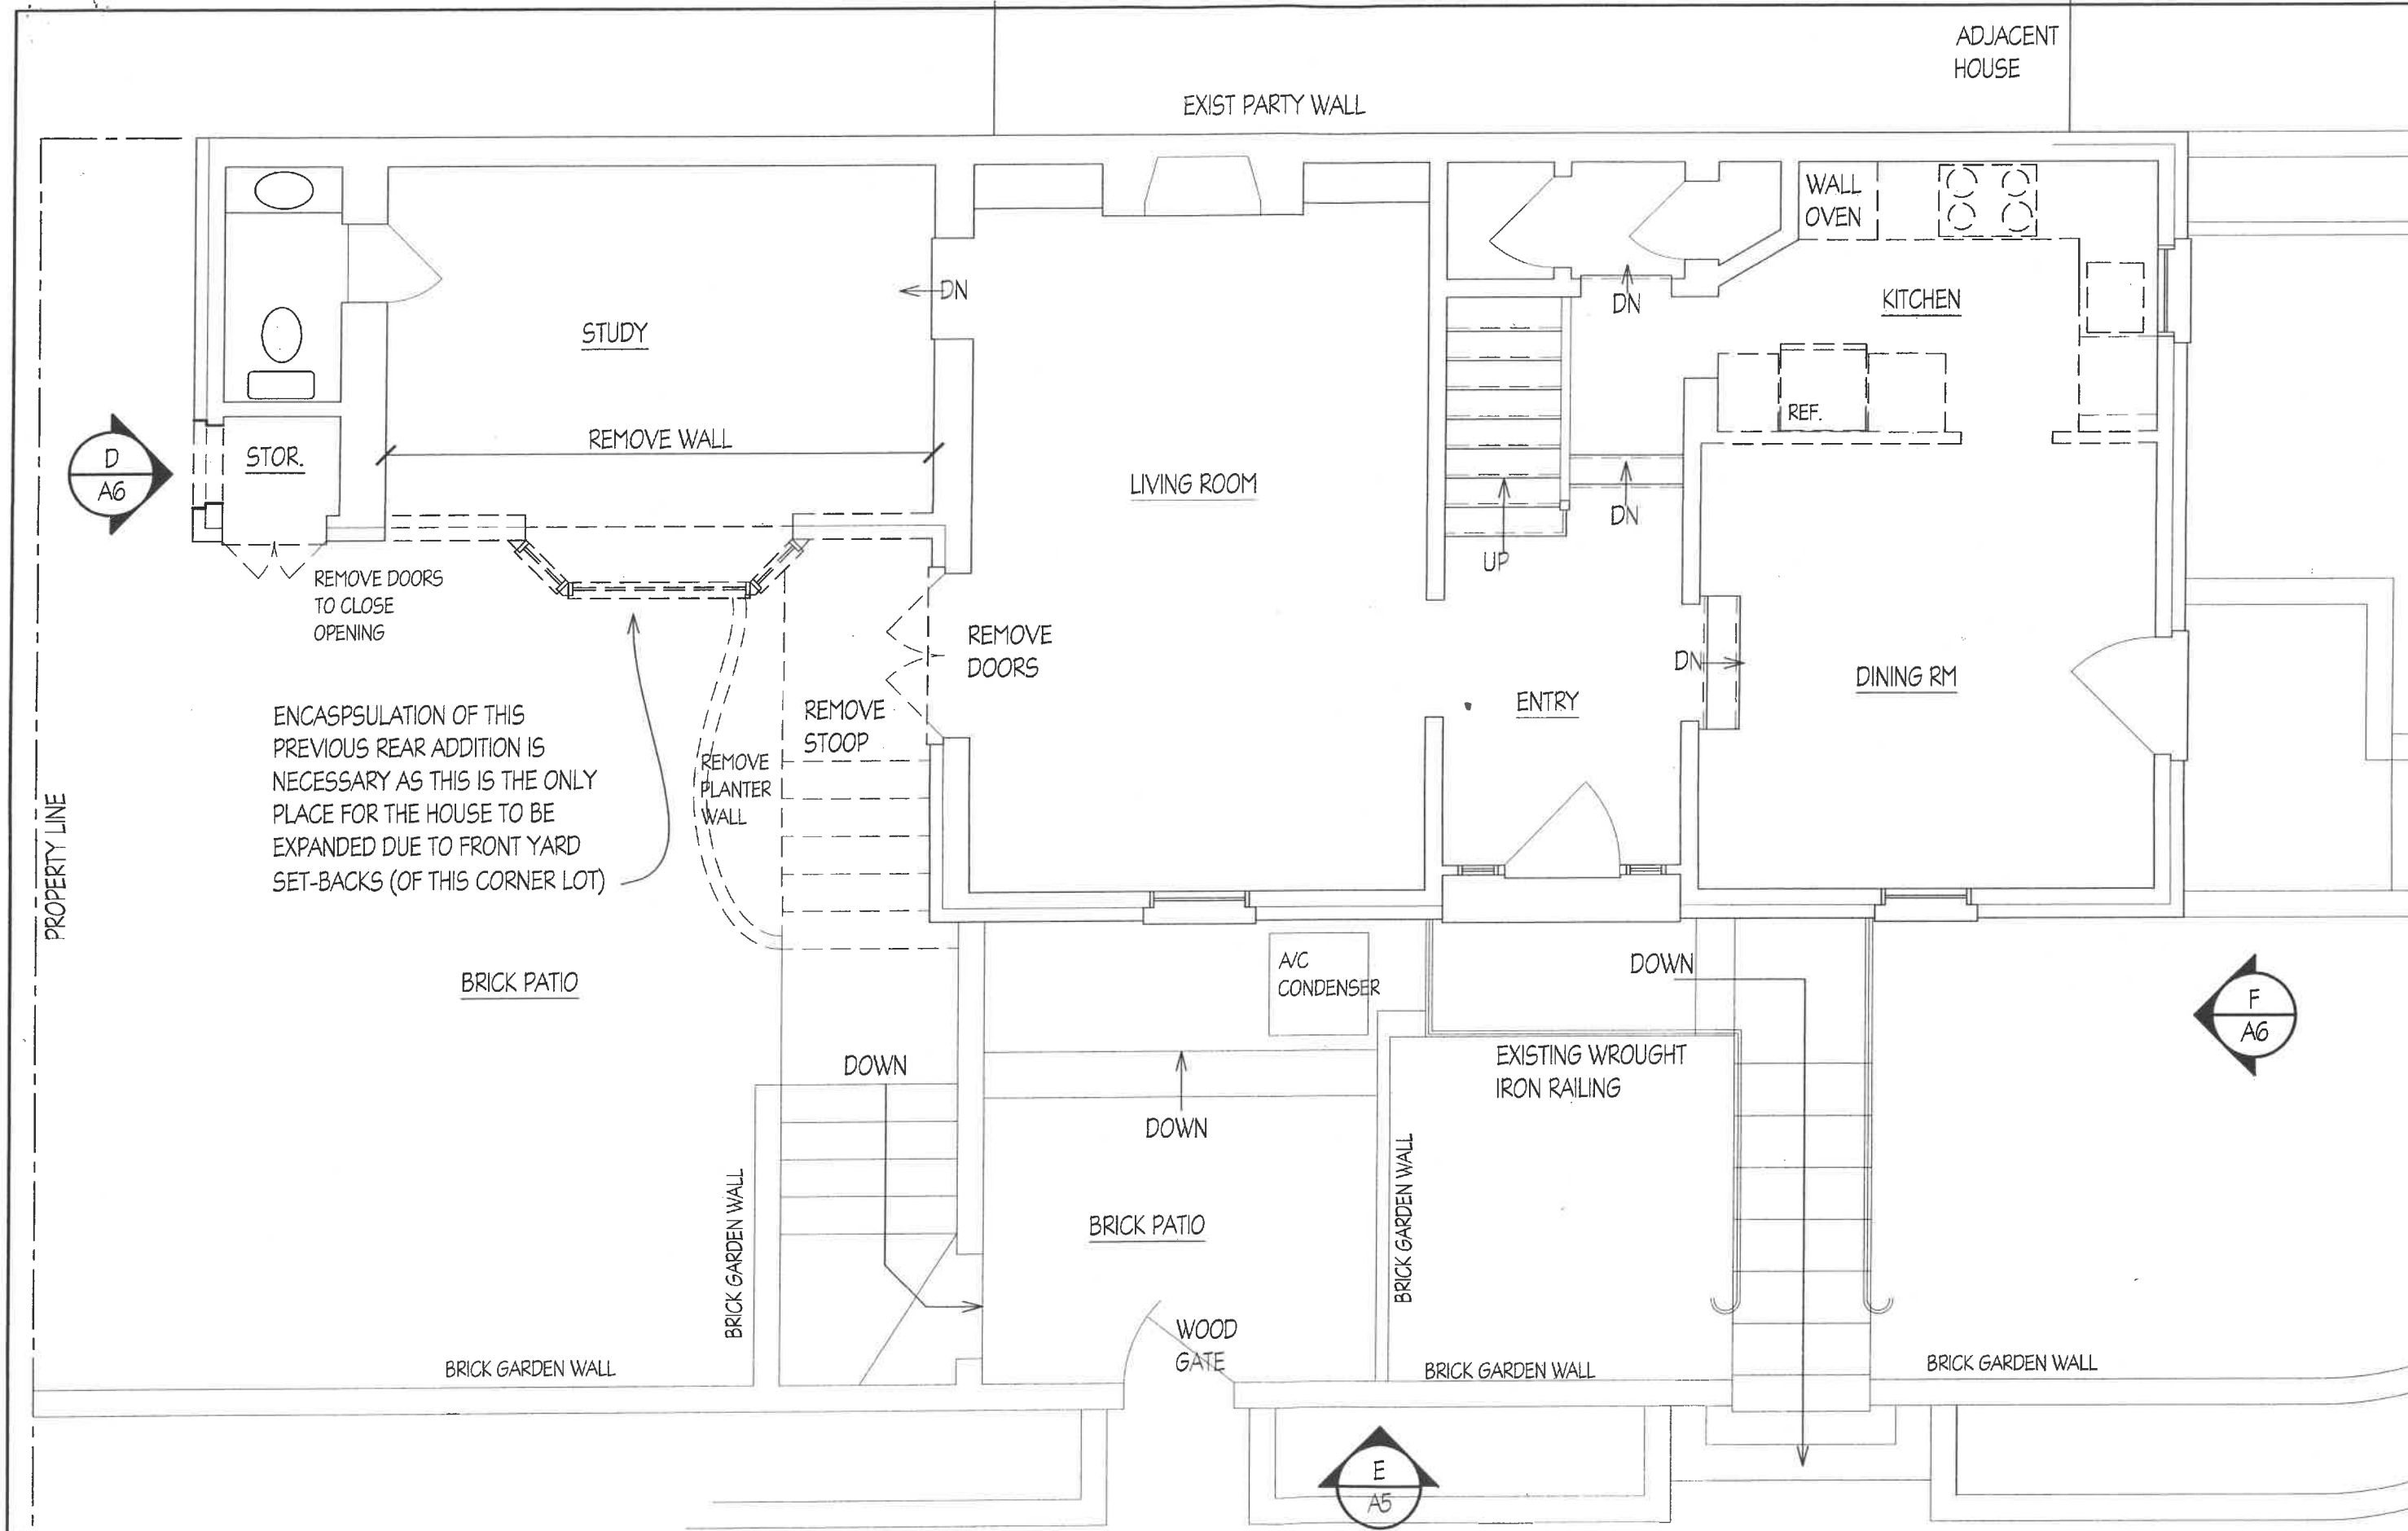 ADJACENT
HOUSE
EXIST PARTY WALL
WALL
OVEN
DN
DN
KITCHEN
STUDY
REF.
REMOVE WALL
STOR.
D
A6
LIVING ROOM
DN
UP
REMOVE DOORS
TO CLOSE
OPENING
REMOVE
DOORS
DN
DINING RM
ENTRY
ENCASPSULATION OF THIS
PREVIOUS REAR ADDITION IS
NECESSARY AS THIS IS THE ONLY
PLACE FOR THE HOUSE TO BE
EXPANDED DUE TO FRONT YARD
SET-BACKS (OF THIS CORNER LOT)
REMOVE
STOOP
REMOVE
PLANTER
WALL
PROPERTY LINE
BRICK PATIO
A/C
CONDENSER
DOWN
F
A6
DOWN
EXISTING WROUGHT
IRON RAILING
DOWN
BRICK GARDEN WALL
BRICK GARDEN WALL
BRICK PATIO
WOOD
GATE
BRICK GARDEN WALL
BRICK GARDEN WALL
BRICK GARDEN WALL
E
A5